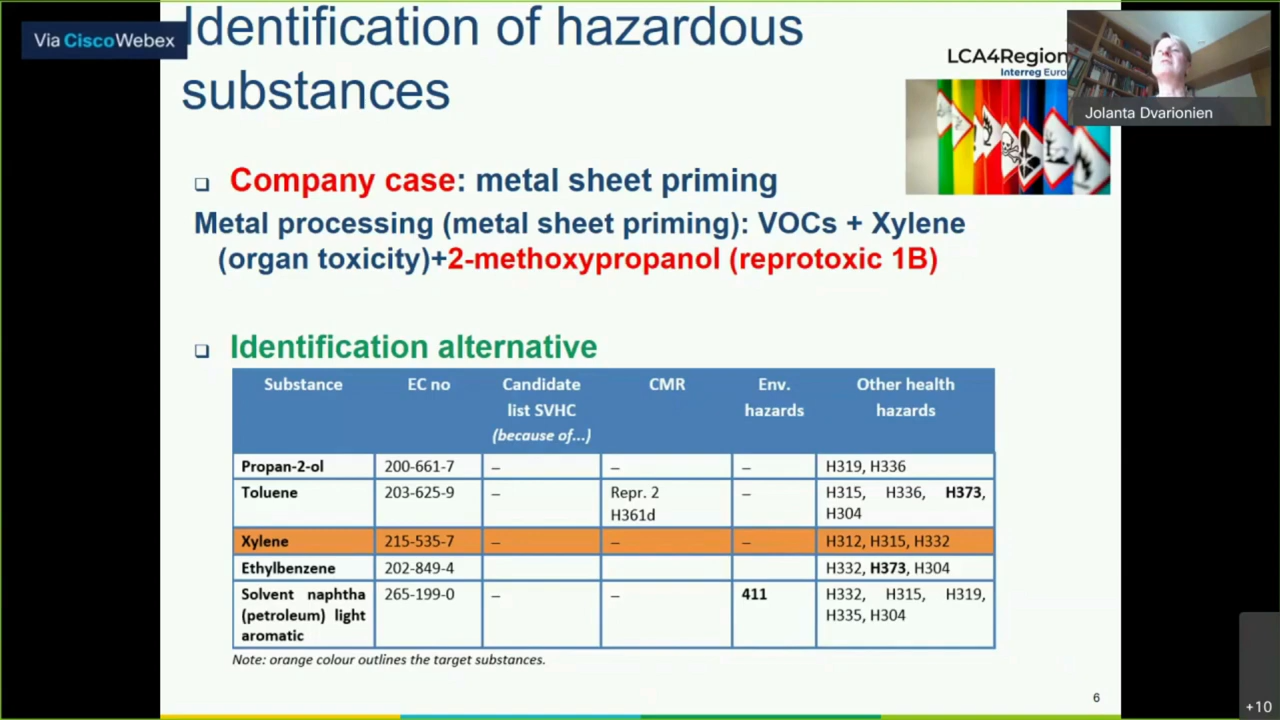 Via CiscoWebex
Identification of hazardous
substances
LCA4Region
Interreg Euro
Jolanta Dvarionien
❑ Company case: metal sheet priming
Metal processing (metal sheet priming): VOCs + Xylene
(organ toxicity)+2-methoxypropanol (reprotoxic 1B)
❑ Identification alternative
Substance EC no Candidate CMR Env. Other health
list SVHC hazards hazards
(because of...)
Propan-2-ol 200-661-7 – – – H319, H336
Toluene 203-625-9 – Repr. 2 – H315, H336, H373,
H361d H304
Xylene 215-535-7 – – – H312, H315, H332
Ethylbenzene 202-849-4 H332, H373, H304
Solvent naphtha 265-199-0 – – 411 H332, H315, H319,
(petroleum) light H335, H304
aromatic
Note: orange colour outlines the target substances.
6
+10